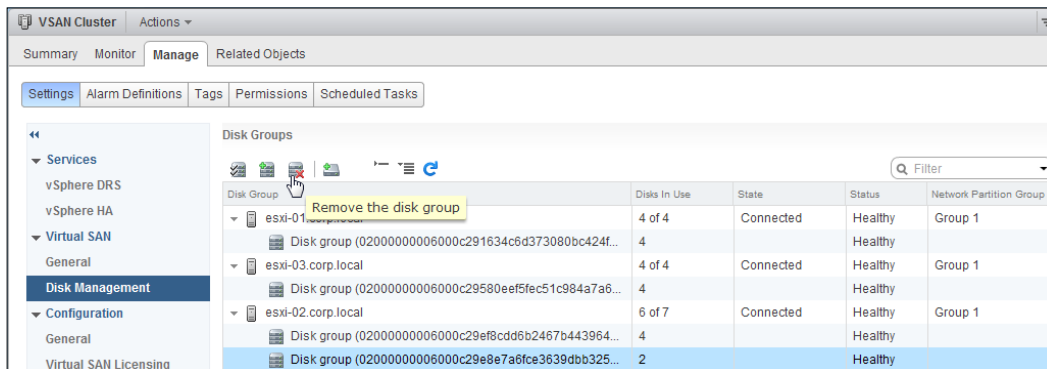 VSAN Cluster Actions
Summary Monitor Manage Related Objects
Settings Alarm Definitions Tags Permissions Scheduled Tasks
Disk Groups
Services
vSphere DRS
vSphere HA
Virtual SAN
General
Disk Management
Configuration
General
Virtual SAN Licensing
Filter
Disk Group Disks In Use State Status Network Partition Group
Remove the disk group
esxi-01.corp.local 4 of 4 Connected Healthy Group 1
Disk group (02000000006000c291634c6d373080bc424f... 4 Healthy
esxi-03.corp.local 4 of 4 Connected Healthy Group 1
Disk group (02000000006000c29580eef5fec51c984a7a6... 4 Healthy
esxi-02.corp.local 6 of 7 Connected Healthy Group 1
Disk group (02000000006000c29ef8cdd6b2467b443964... 4 Healthy
Disk group (02000000006000c29e8e7a6fce3639dbb325... 2 Healthy